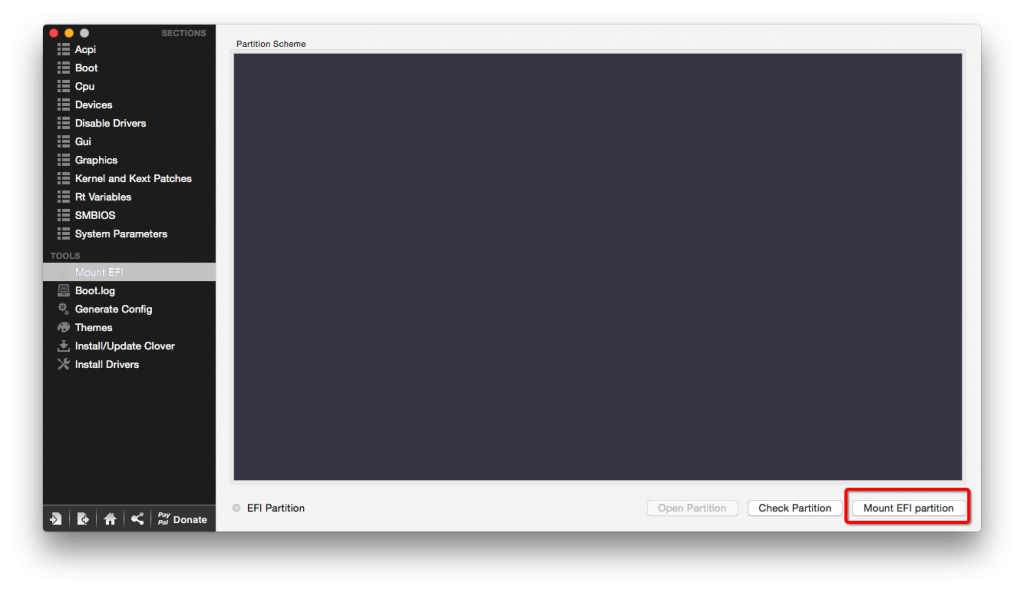 SECTIONS
Acpi
Boot
Cpu
Devices
Disable Drivers
Gui
Graphics
Kernel and Kext Patches
Rt Variables
SMBIOS
System Parameters
TOOLS
Mount EFI
Boot.log
Generate Config
Themes
Install/Update Clover
Install Drivers
Pay
Pal Donate
Partition Scheme
EFI Partition
Open Partition
Check Partition
Mount EFI partition